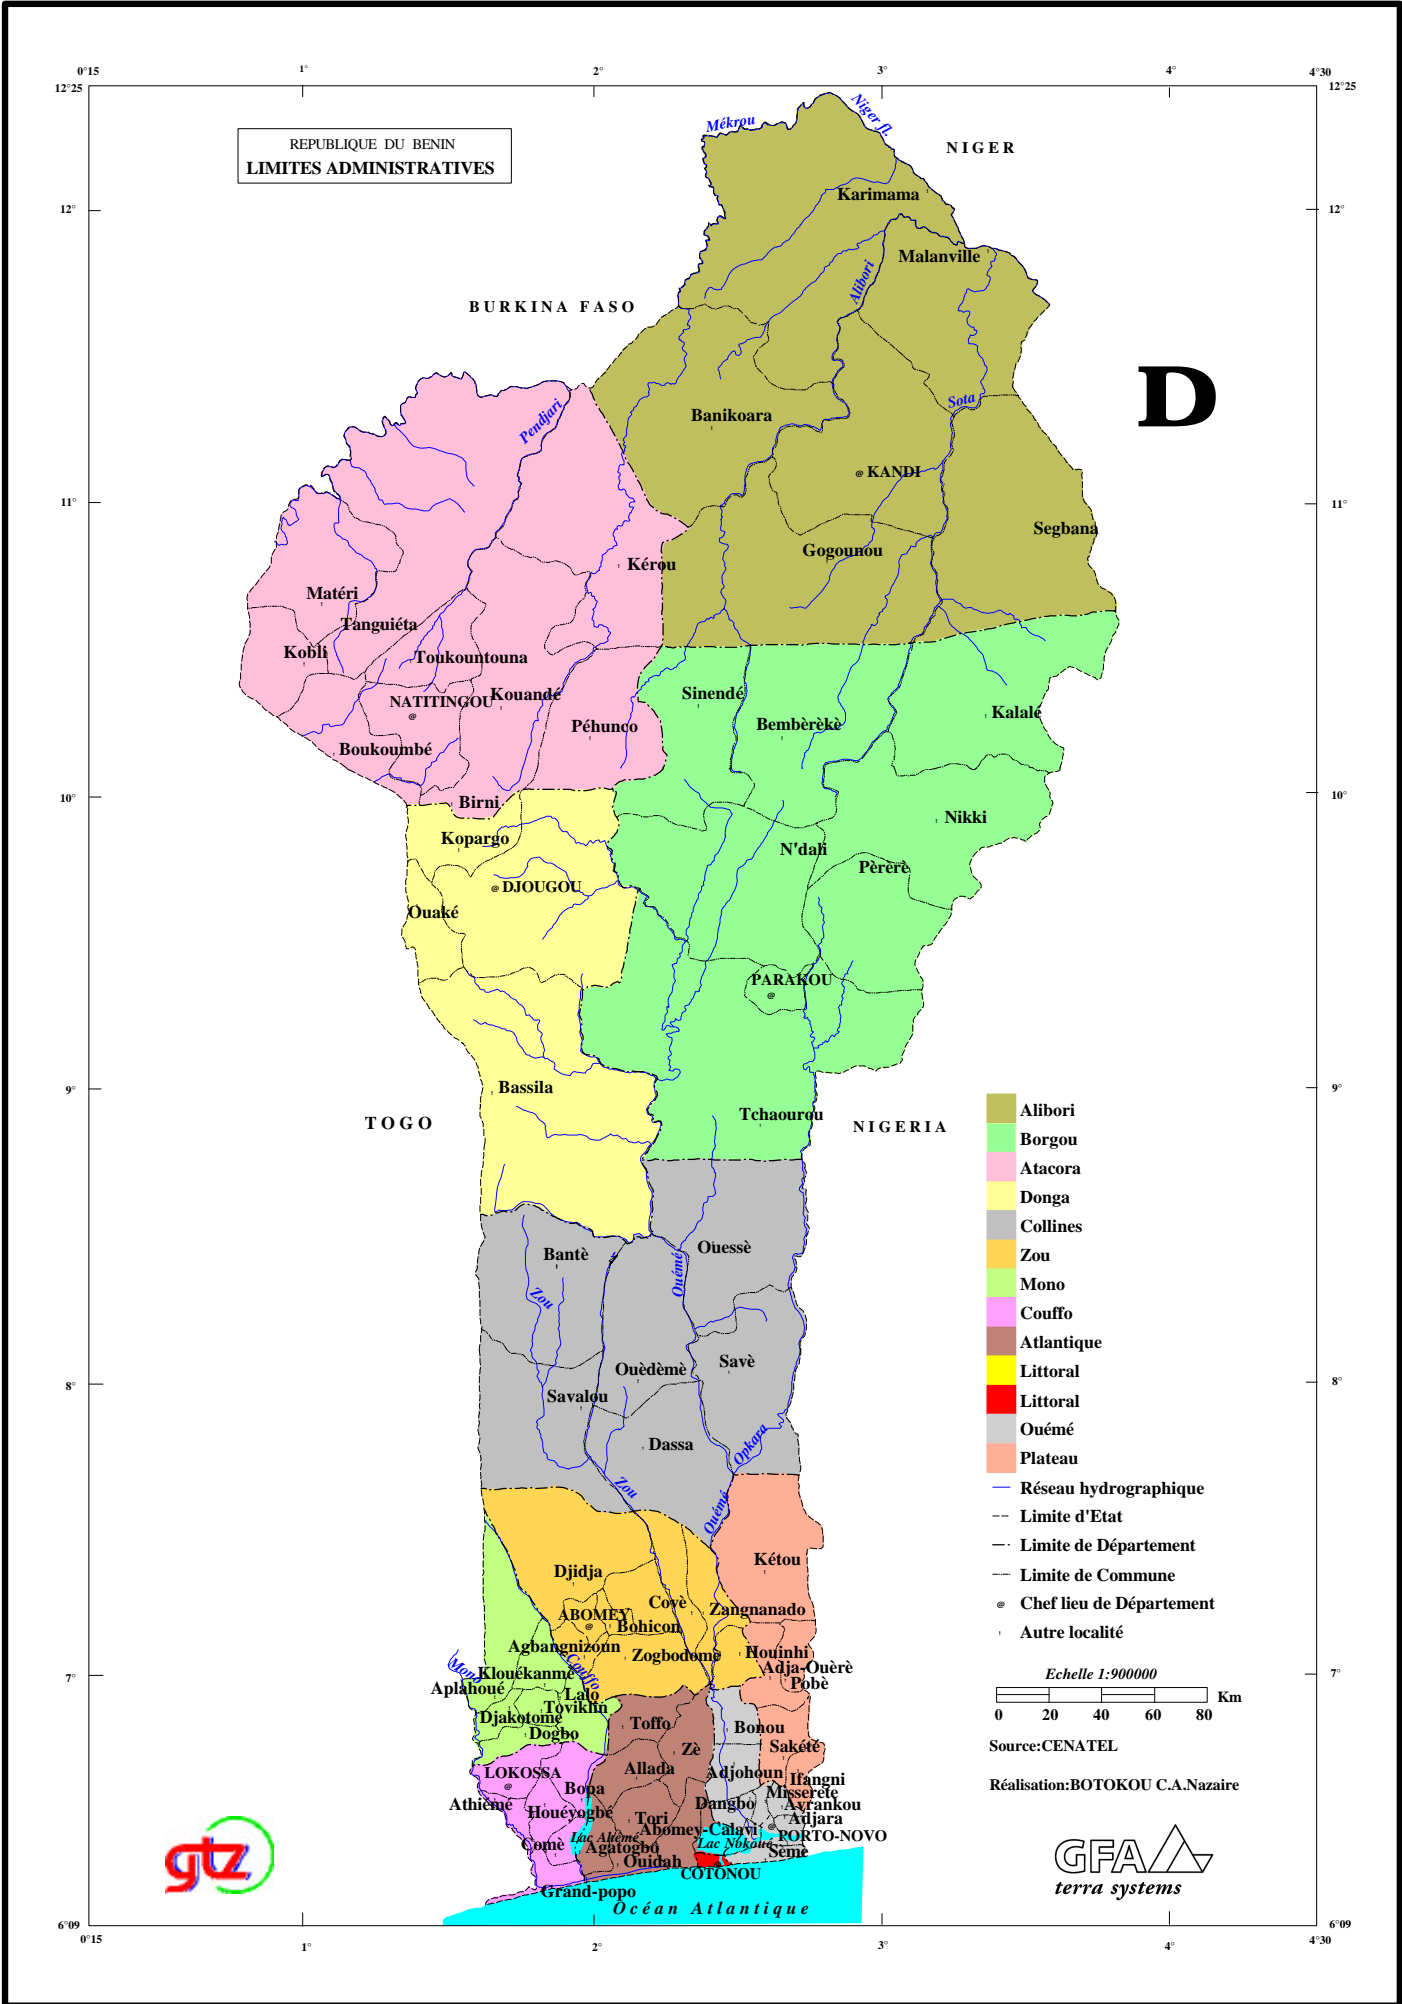 0°15
1°
2°
3°
4°
4°30
12°25
12°25
REPUBLIQUE DU BENIN
LIMITES ADMINISTRATIVES
Mékrou
Niger fl.
NIGER
Karimama
12°
12°
Malanville
Alibori
BURKINA FASO
D
Pendjari
Banikoara
Sota
@ KANDI
11°
11°
Segbana
Gogounou
Kérou
Matéri
Tanguiéta
Kobli
Toukountouna
NATITINGOU
@
Kouandé
Sinendé
Kalalé
Péhunco
Bembèrèkè
Boukoumbé
10°
10°
Birni
Nikki
Kopargo
N'dali
Pèrèrè
@ DJOUGOU
Ouaké
PARAKOU
@
9°
9°
Bassila
TOGO
Tchaourou
NIGERIA
Alibori
Borgou
Atacora
Donga
Collines
Zou
Mono
Couffo
Atlantique
Littoral
Littoral
Ouémé
Plateau
Réseau hydrographique
Limite d'Etat
Limite de Département
Limite de Commune
@ Chef lieu de Département
Autre localité
Bantè
Ouessè
Ouémé
Zou
Ouèdèmè
Savè
8°
8°
Savalou
Dassa
Opkara
Zou
Ouémé
Kétou
Djidja
Covè
Zangnanado
ABOMEY
@
Bohicon
Agbangnizoun
Zogbodomè
Houinhi
Adja-Ouèrè
Pobè
7°
7°
Mono
Couffo
Klouékanmé
Aplahoué
Lalo
Toviklin
Djakotomé
Dogbo
Toffo
Bonou
Zè
Sakété
LOKOSSA
@
Allada
Adjohoun
Ifangni
Bopa
Missérété
Athiémé
Houéyogbé
Dangbo
Avrankou
Tori
Adjara
Abomey-Calavi
@
PORTO-NOVO
Comè
Lac Ahémé
Agatogbo
Lac Nokoué
Sèmè
Ouidah
COTONOU
Grand-popo
Océan Atlantique
Echelle 1:900000
Km
0 20 40 60 80
Source:CENATEL
Réalisation:BOTOKOU C.A.Nazaire
gtz
GFA
terra systems
6°09
6°09
0°15
1°
2°
3°
4°
4°30